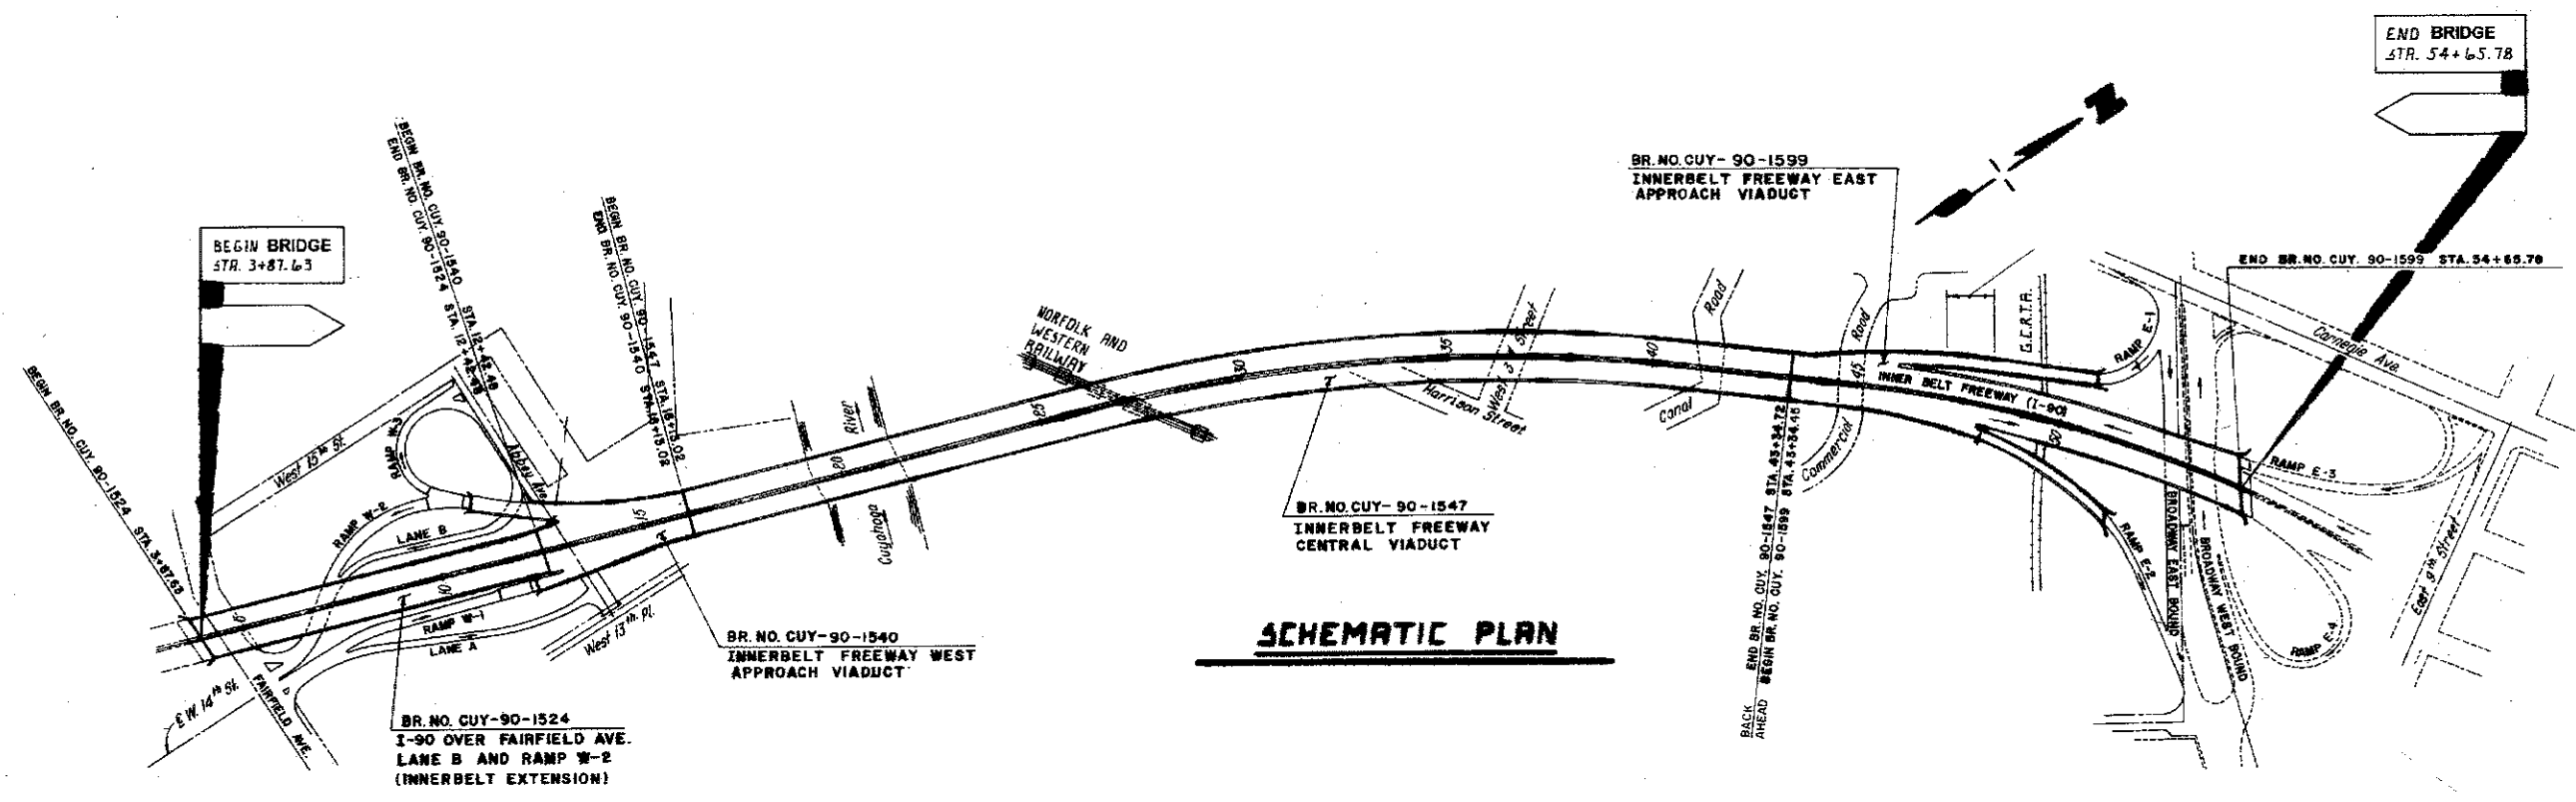 END BRIDGE
STA. 54+65.78
BEGIN BRIDGE
STA. 3+87.63
BEGIN BR. NO. CUY. 90-1540 STA. 12+42.48
END BR. NO. CUY. 90-1524 STA. 12+42.48
BEGIN BR. NO. CUY. 90-1547 STA. 16+15.02
END BR. NO. CUY. 90-1540 STA. 16+15.02
BEGIN BR. NO. CUY. 90-1524 STA. 3+87.63
BR. NO. CUY- 90-1599
INNERBELT FREEWAY EAST
APPROACH VIADUCT
N
END BR. NO. CUY. 90-1599 STA. 54+65.78
NORFOLK AND
WESTERN
RAILWAY
West 15th St.
RAMP W-3
Abbey Ave.
RAMP W-2
LANE B
River
Cuyahoga
15
20
25
30
35
40
45
50
10
West 3rd Street
Harrison Street
Road
Canal
Road
Commercial
G.C.R.T.A.
RAMP E-1
INNER BELT FREEWAY (I-90)
Carnegie Ave.
RAMP E-3
RAMP E-2
BROADWAY EAST BOUND
BROADWAY WEST BOUND
RAMP E-4
East 9th Street
RAMP W-1
LANE A
West 13th Pl.
FAIRFIELD AVE.
W. 14th St.
BR. NO. CUY-90-1524
I-90 OVER FAIRFIELD AVE.
LANE B AND RAMP W-2
(INNERBELT EXTENSION)
BR. NO. CUY-90-1540
INNERBELT FREEWAY WEST
APPROACH VIADUCT
BR. NO. CUY- 90-1547
INNERBELT FREEWAY
CENTRAL VIADUCT
BACK END BR. NO. CUY. 90-1547 STA. 43+34.72
AHEAD BEGIN BR. NO. CUY. 90-1599
SCHEMATIC PLAN